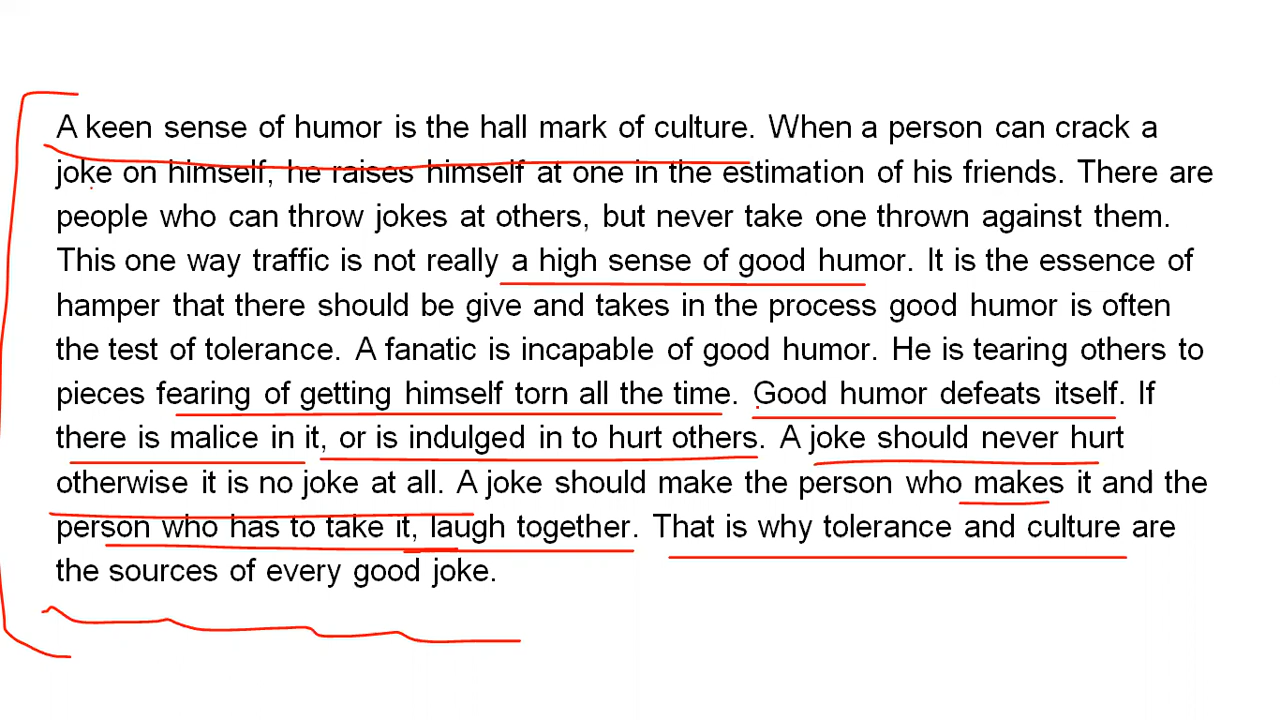 A keen sense of humor is the hall mark of culture. When a person can crack a
joke on himself, he raises himself at one in the estimation of his friends. There are
people who can throw jokes at others, but never take one thrown against them.
This one way traffic is not really a high sense of good humor. It is the essence of
hamper that there should be give and takes in the process good humor is often
the test of tolerance. A fanatic is incapable of good humor. He is tearing others to
pieces fearing of getting himself torn all the time. Good humor defeats itself. If
there is malice in it, or is indulged in to hurt others. A joke should never hurt
otherwise it is no joke at all. A joke should make the person who makes it and the
person who has to take it, laugh together. That is why tolerance and culture are
the sources of every good joke.